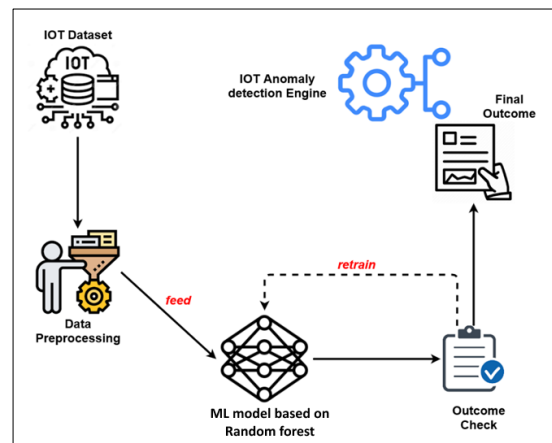 IOT Dataset
IOT
IOT Anomaly
detection Engine
Final
Outcome
Data
Preprocessing
feed
retrain
ML model based on
Random forest
Outcome
Check